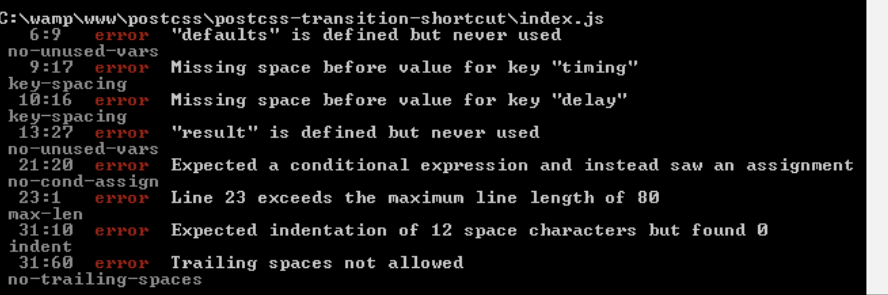 C:\wamp\www\postcss\postcss-transition-shortcut\index.js
6:9 error "defaults" is defined but never used
no-unused-vars
9:17 error Missing space before value for key "timing"
key-spacing
10:16 error Missing space before value for key "delay"
key-spacing
13:27 error "result" is defined but never used
no-unused-vars
21:20 error Expected a conditional expression and instead saw an assignment
no-cond-assign
23:1 error Line 23 exceeds the maximum line length of 80
max-len
31:10 error Expected indentation of 12 space characters but found 0
indent
31:60 error Trailing spaces not allowed
no-trailing-spaces